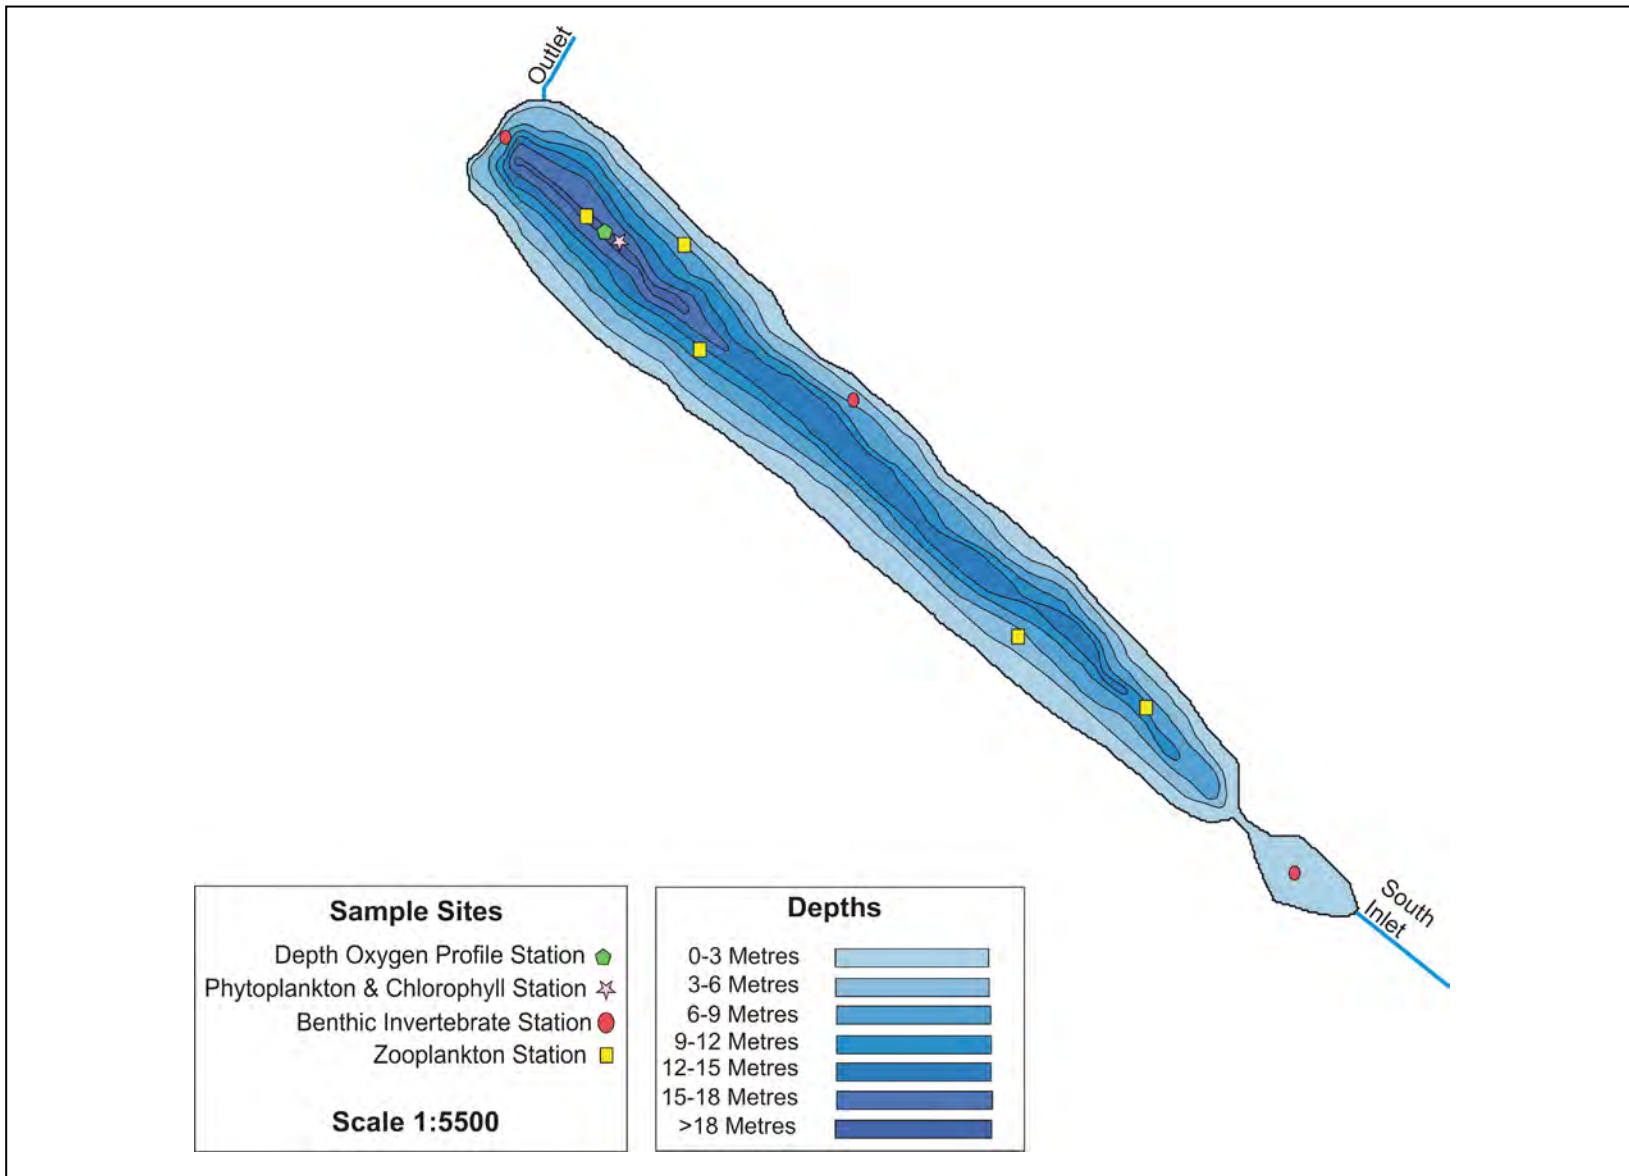 Outlet
South
Inlet
Sample Sites
Depth Oxygen Profile Station
Phytoplankton & Chlorophyll Station
Benthic Invertebrate Station
Zooplankton Station
Scale 1:5500
Depths
0-3 Metres
3-6 Metres
6-9 Metres
9-12 Metres
12-15 Metres
15-18 Metres
>18 Metres